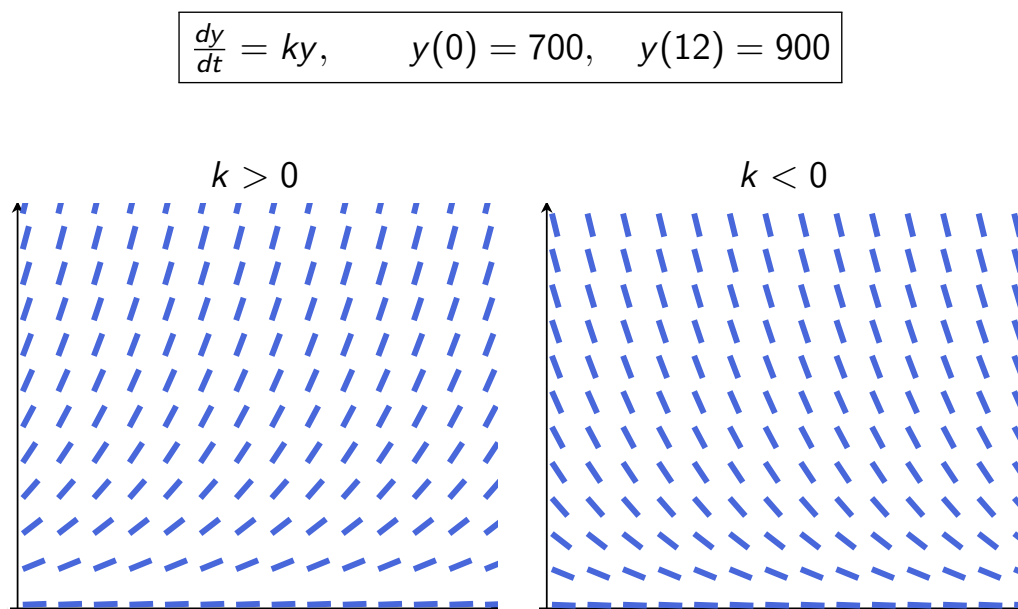 dy/dt = ky, y(0) = 700, y(12) = 900
k > 0
k < 0